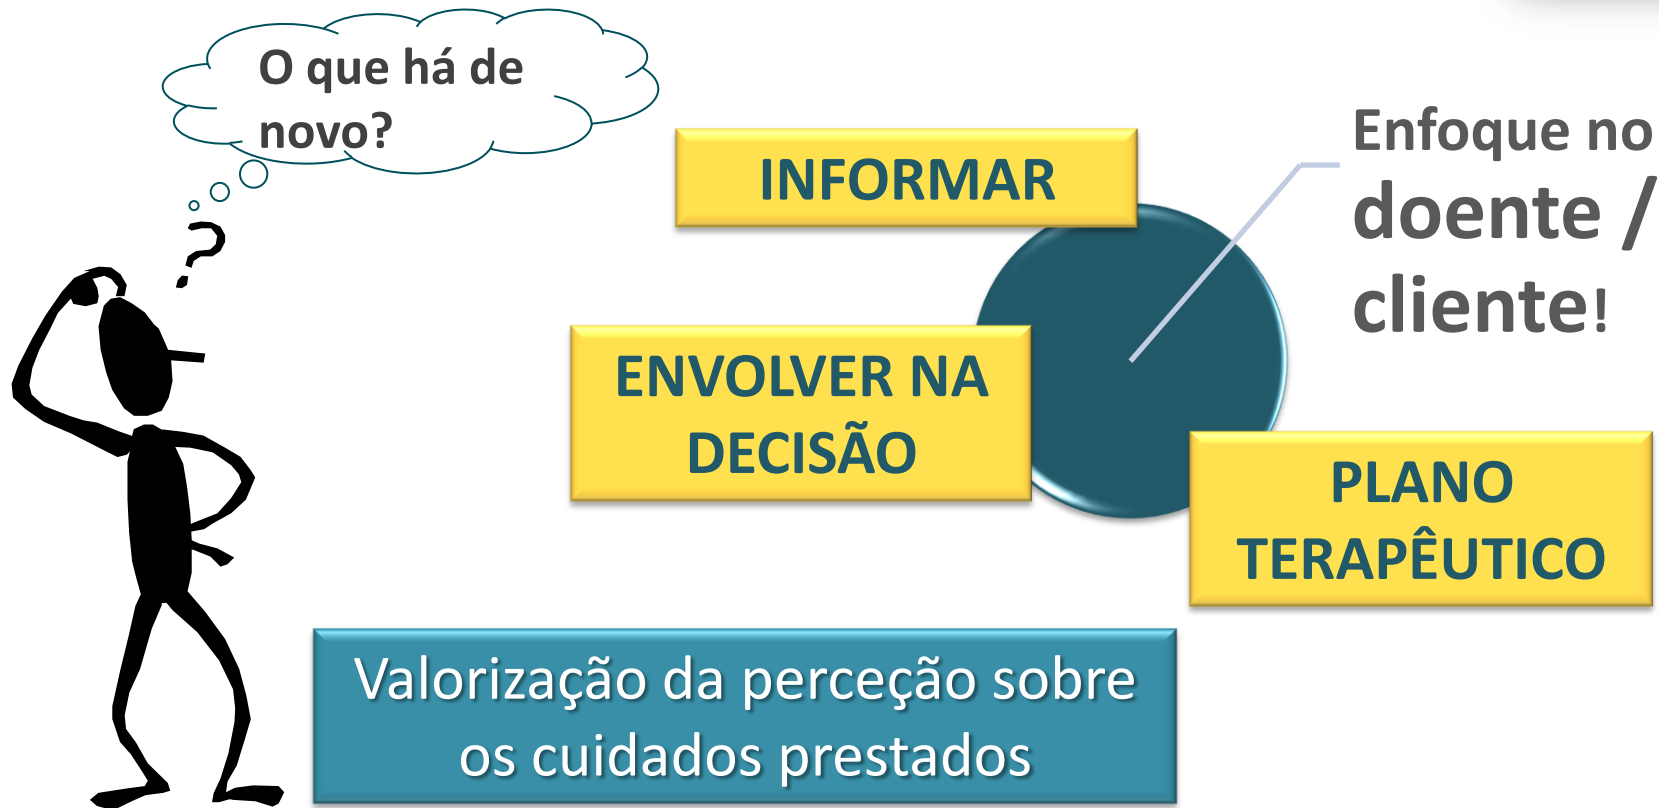 O que há de
novo?
INFORMAR
Enfoque no
doente /
cliente!
ENVOLVER NA
DECISÃO
PLANO
TERAPÊUTICO
Valorização da perceção sobre
os cuidados prestados